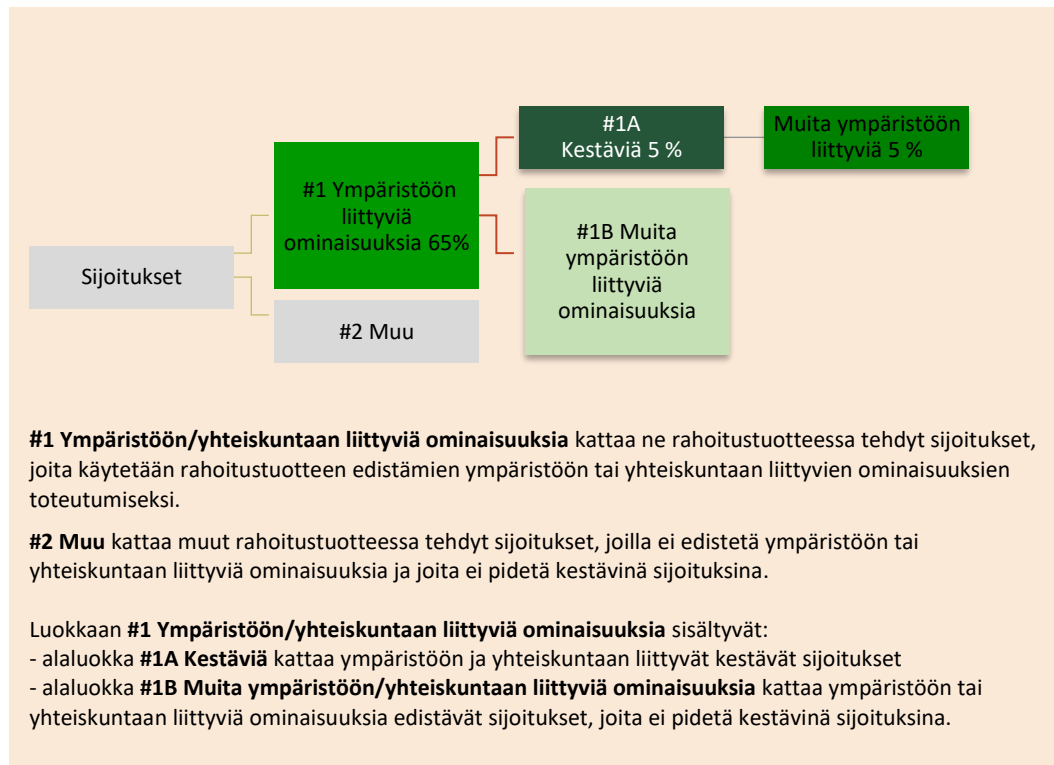 #1A
Kestäviä 5 %
Muita ympäristöön
liittyviä 5 %
#1 Ympäristöön
liittyviä
ominaisuuksia 65%
#1B Muita
ympäristöön
liittyviä
ominaisuuksia
Sijoitukset
#2 Muu
#1 Ympäristöön/yhteiskuntaan liittyviä ominaisuuksia kattaa ne rahoitustuotteessa tehdyt sijoitukset,
joita käytetään rahoitustuotteen edistämien ympäristöön tai yhteiskuntaan liittyvien ominaisuuksien
toteutumiseksi.
#2 Muu kattaa muut rahoitustuotteessa tehdyt sijoitukset, joilla ei edistetä ympäristöön tai
yhteiskuntaan liittyviä ominaisuuksia ja joita ei pidetä kestävinä sijoituksina.
Luokkaan #1 Ympäristöön/yhteiskuntaan liittyviä ominaisuuksia sisältyvät:
- alaluokka #1A Kestäviä kattaa ympäristöön ja yhteiskuntaan liittyvät kestävät sijoitukset
- alaluokka #1B Muita ympäristöön/yhteiskuntaan liittyviä ominaisuuksia kattaa ympäristöön tai
yhteiskuntaan liittyviä ominaisuuksia edistävät sijoitukset, joita ei pidetä kestävinä sijoituksina.